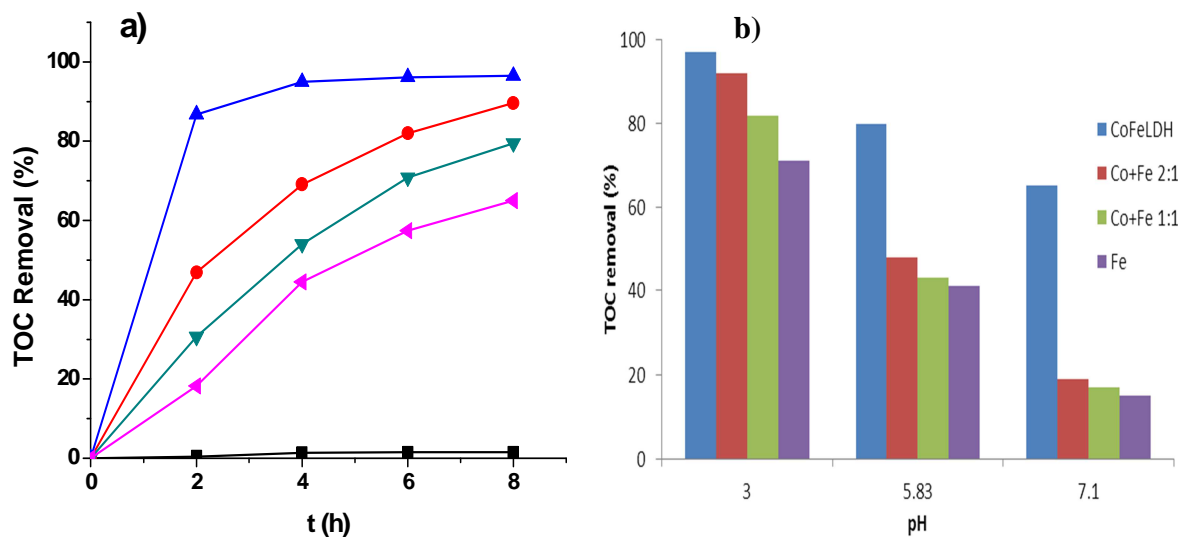 a)
TOC Removal (%)
100
80
60
40
20
0
0 2 4 6 8
t (h)
b)
TOC removal (%)
100
80
60
40
20
0
3 5.83 7.1
pH
CoFeLDH
Co+Fe 2:1
Co+Fe 1:1
Fe